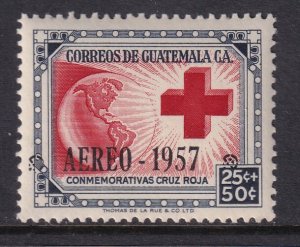 CORREOS DE GUATEMALA C.A.
AEREO - 1957
CONMEMORATIVAS CRUZ ROJA
25¢+
50¢
THOMAS DE LA RUE & CO LTD